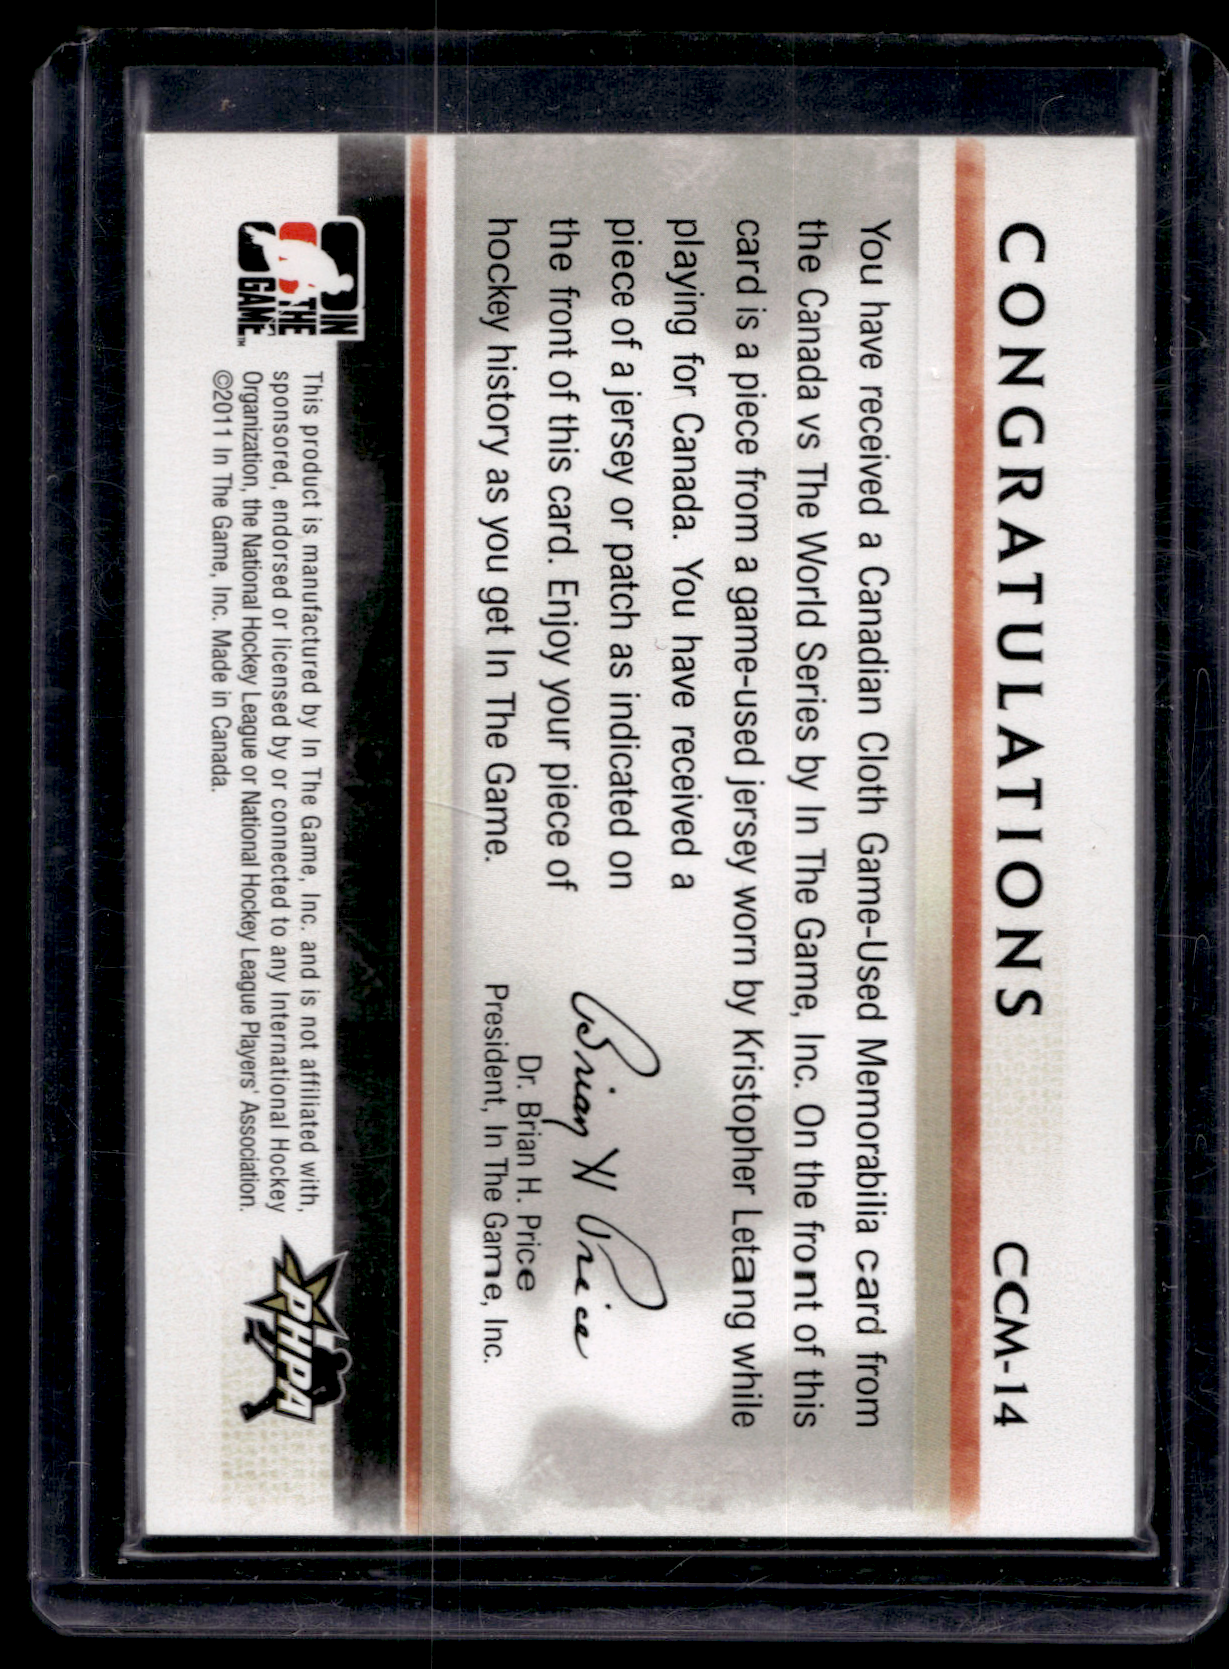 CONGRATULATIONS
CCM-14
You have received a Canadian Cloth Game-Used Memorabilia card from
the Canada vs The World Series by In The Game, Inc. On the front of this
card is a piece from a game-used jersey worn by Kristopher Letang while
playing for Canada. You have received a
piece of a jersey or patch as indicated on
the front of this card. Enjoy your piece of
hockey history as you get In The Game.
Brian H Price
Dr. Brian H. Price
President, In The Game, Inc.
IN
THE
GAME™
This product is manufactured by In The Game, Inc. and is not affiliated with,
sponsored, endorsed or licensed by or connected to any International Hockey
Organization, the National Hockey League or National Hockey League Players' Association.
©2011 In The Game, Inc. Made in Canada.
PHPA